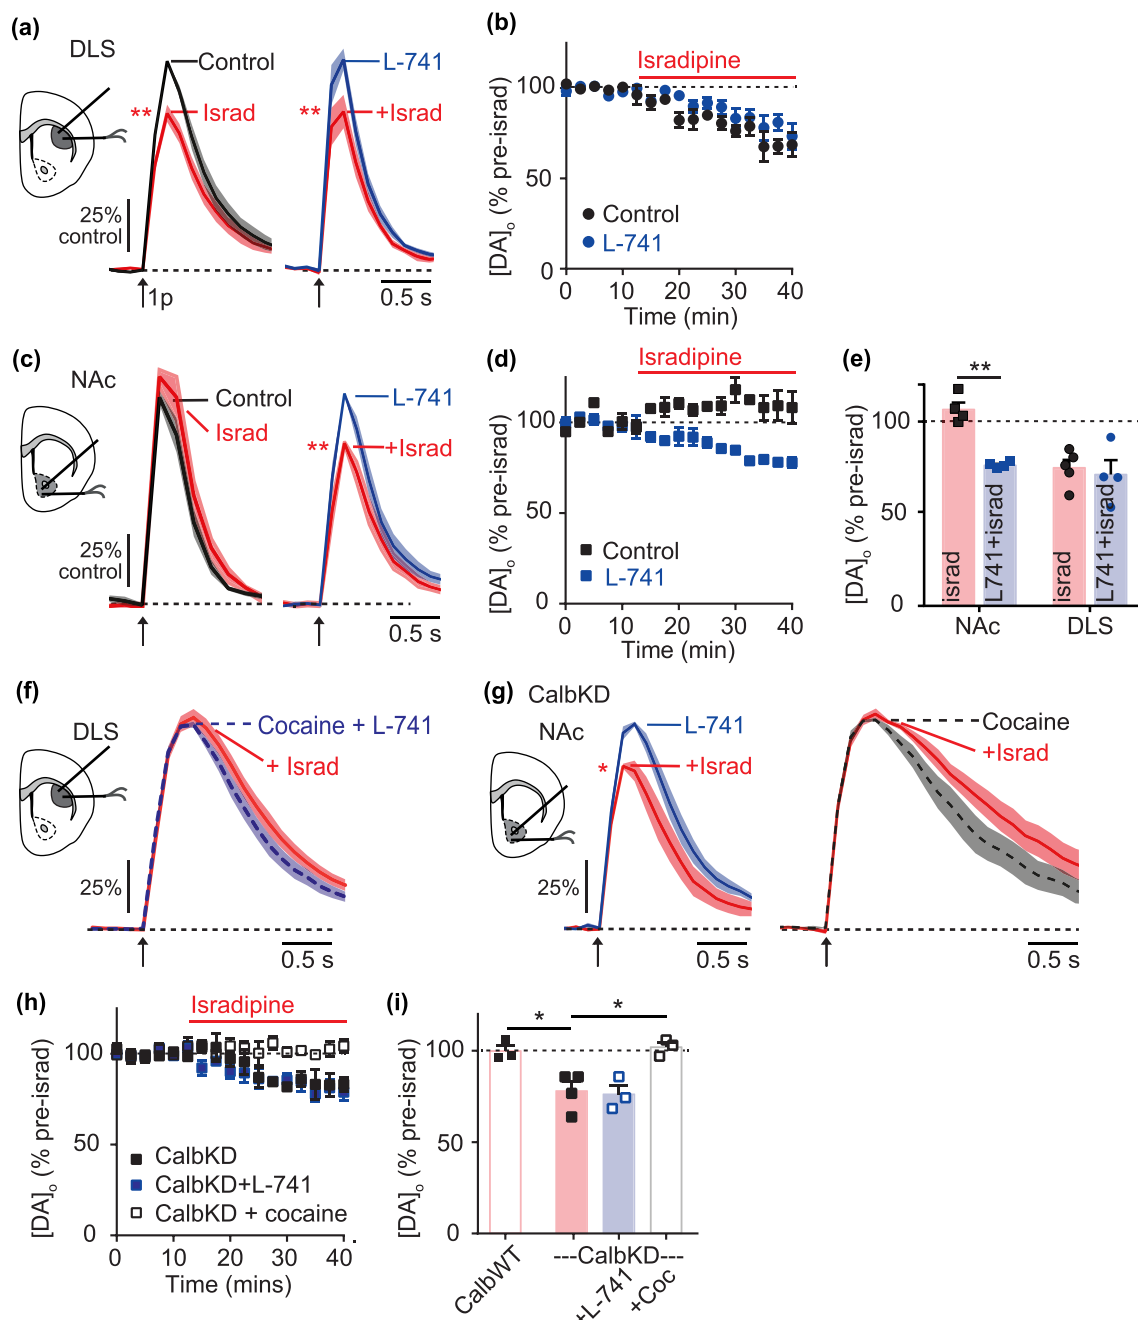 (a)
DLS
Control
Israd
**
25%
control
1p
L-741
+Israd
**
0.5 s
(b)
Isradipine
100
50
0
[DA]o (% pre-israd)
Control
L-741
0 10 20 30 40
Time (min)
(c)
NAc
Control
Israd
25%
control
L-741
+Israd
**
0.5 s
(d)
Isradipine
100
50
0
[DA]o (% pre-israd)
Control
L-741
0 10 20 30 40
Time (min)
(e)
**
100
50
0
[DA]o (% pre-israd)
israd
L741+israd
israd
L741+israd
NAc DLS
(f)
DLS
Cocaine + L-741
+ Israd
25%
0.5 s
(g)
CalbKD
NAc
L-741
+Israd
*
25%
0.5 s
Cocaine
+Israd
0.5 s
(h)
Isradipine
100
50
0
[DA]o (% pre-israd)
CalbKD
CalbKD+L-741
CalbKD + cocaine
0 10 20 30 40
Time (mins)
(i)
*
*
100
50
0
[DA]o (% pre-israd)
CalbWT
---CalbKD---
+L-741
+Coc